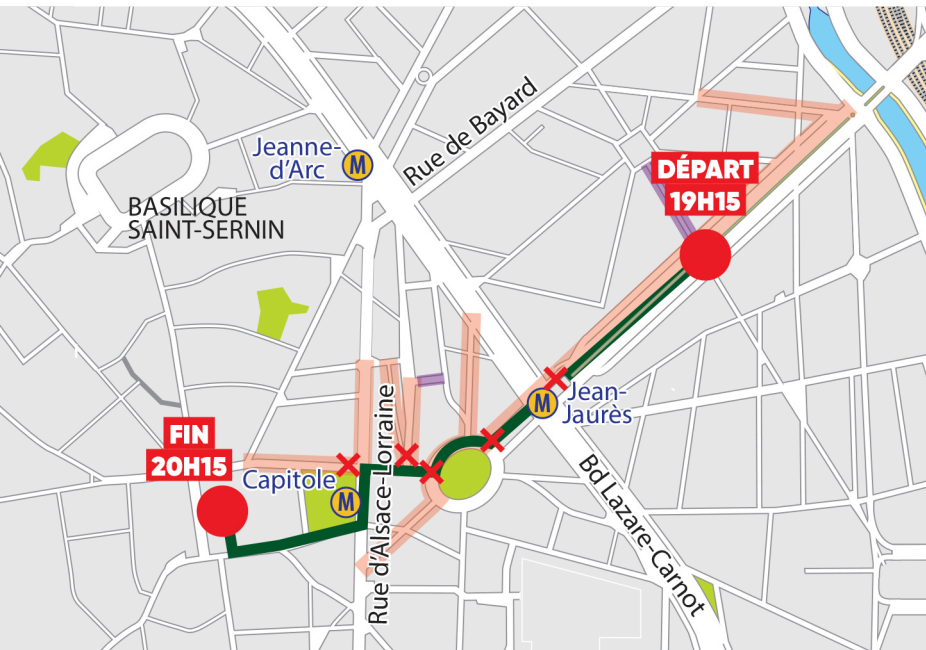 Rue de Bayard
Jeanne-
d'Arc
M
DÉPART
19H15
BASILIQUE
SAINT-SERNIN
Jean-
Jaurès
M
Rue d'Alsace-Lorraine
FIN
20H15
Capitole
M
Bd Lazare-Carnot